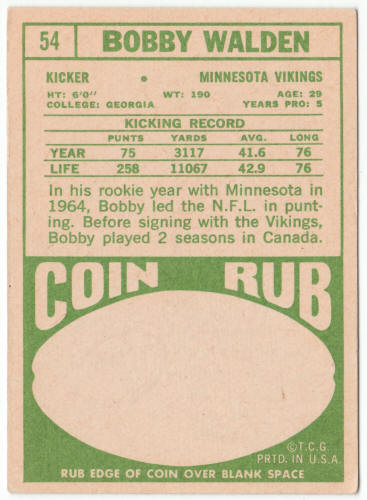 54 BOBBY WALDEN
KICKER • MINNESOTA VIKINGS
HT: 6'0" WT: 190 AGE: 29
COLLEGE: GEORGIA YEARS PRO: 5
KICKING RECORD
PUNTS YARDS AVG. LONG
YEAR 75 3117 41.6 76
LIFE 258 11067 42.9 76
In his rookie year with Minnesota in
1964, Bobby led the N.F.L. in punt-
ing. Before signing with the Vikings,
Bobby played 2 seasons in Canada.
COIN RUB
©T.C.G.
PRTD. IN U.S.A.
RUB EDGE OF COIN OVER BLANK SPACE